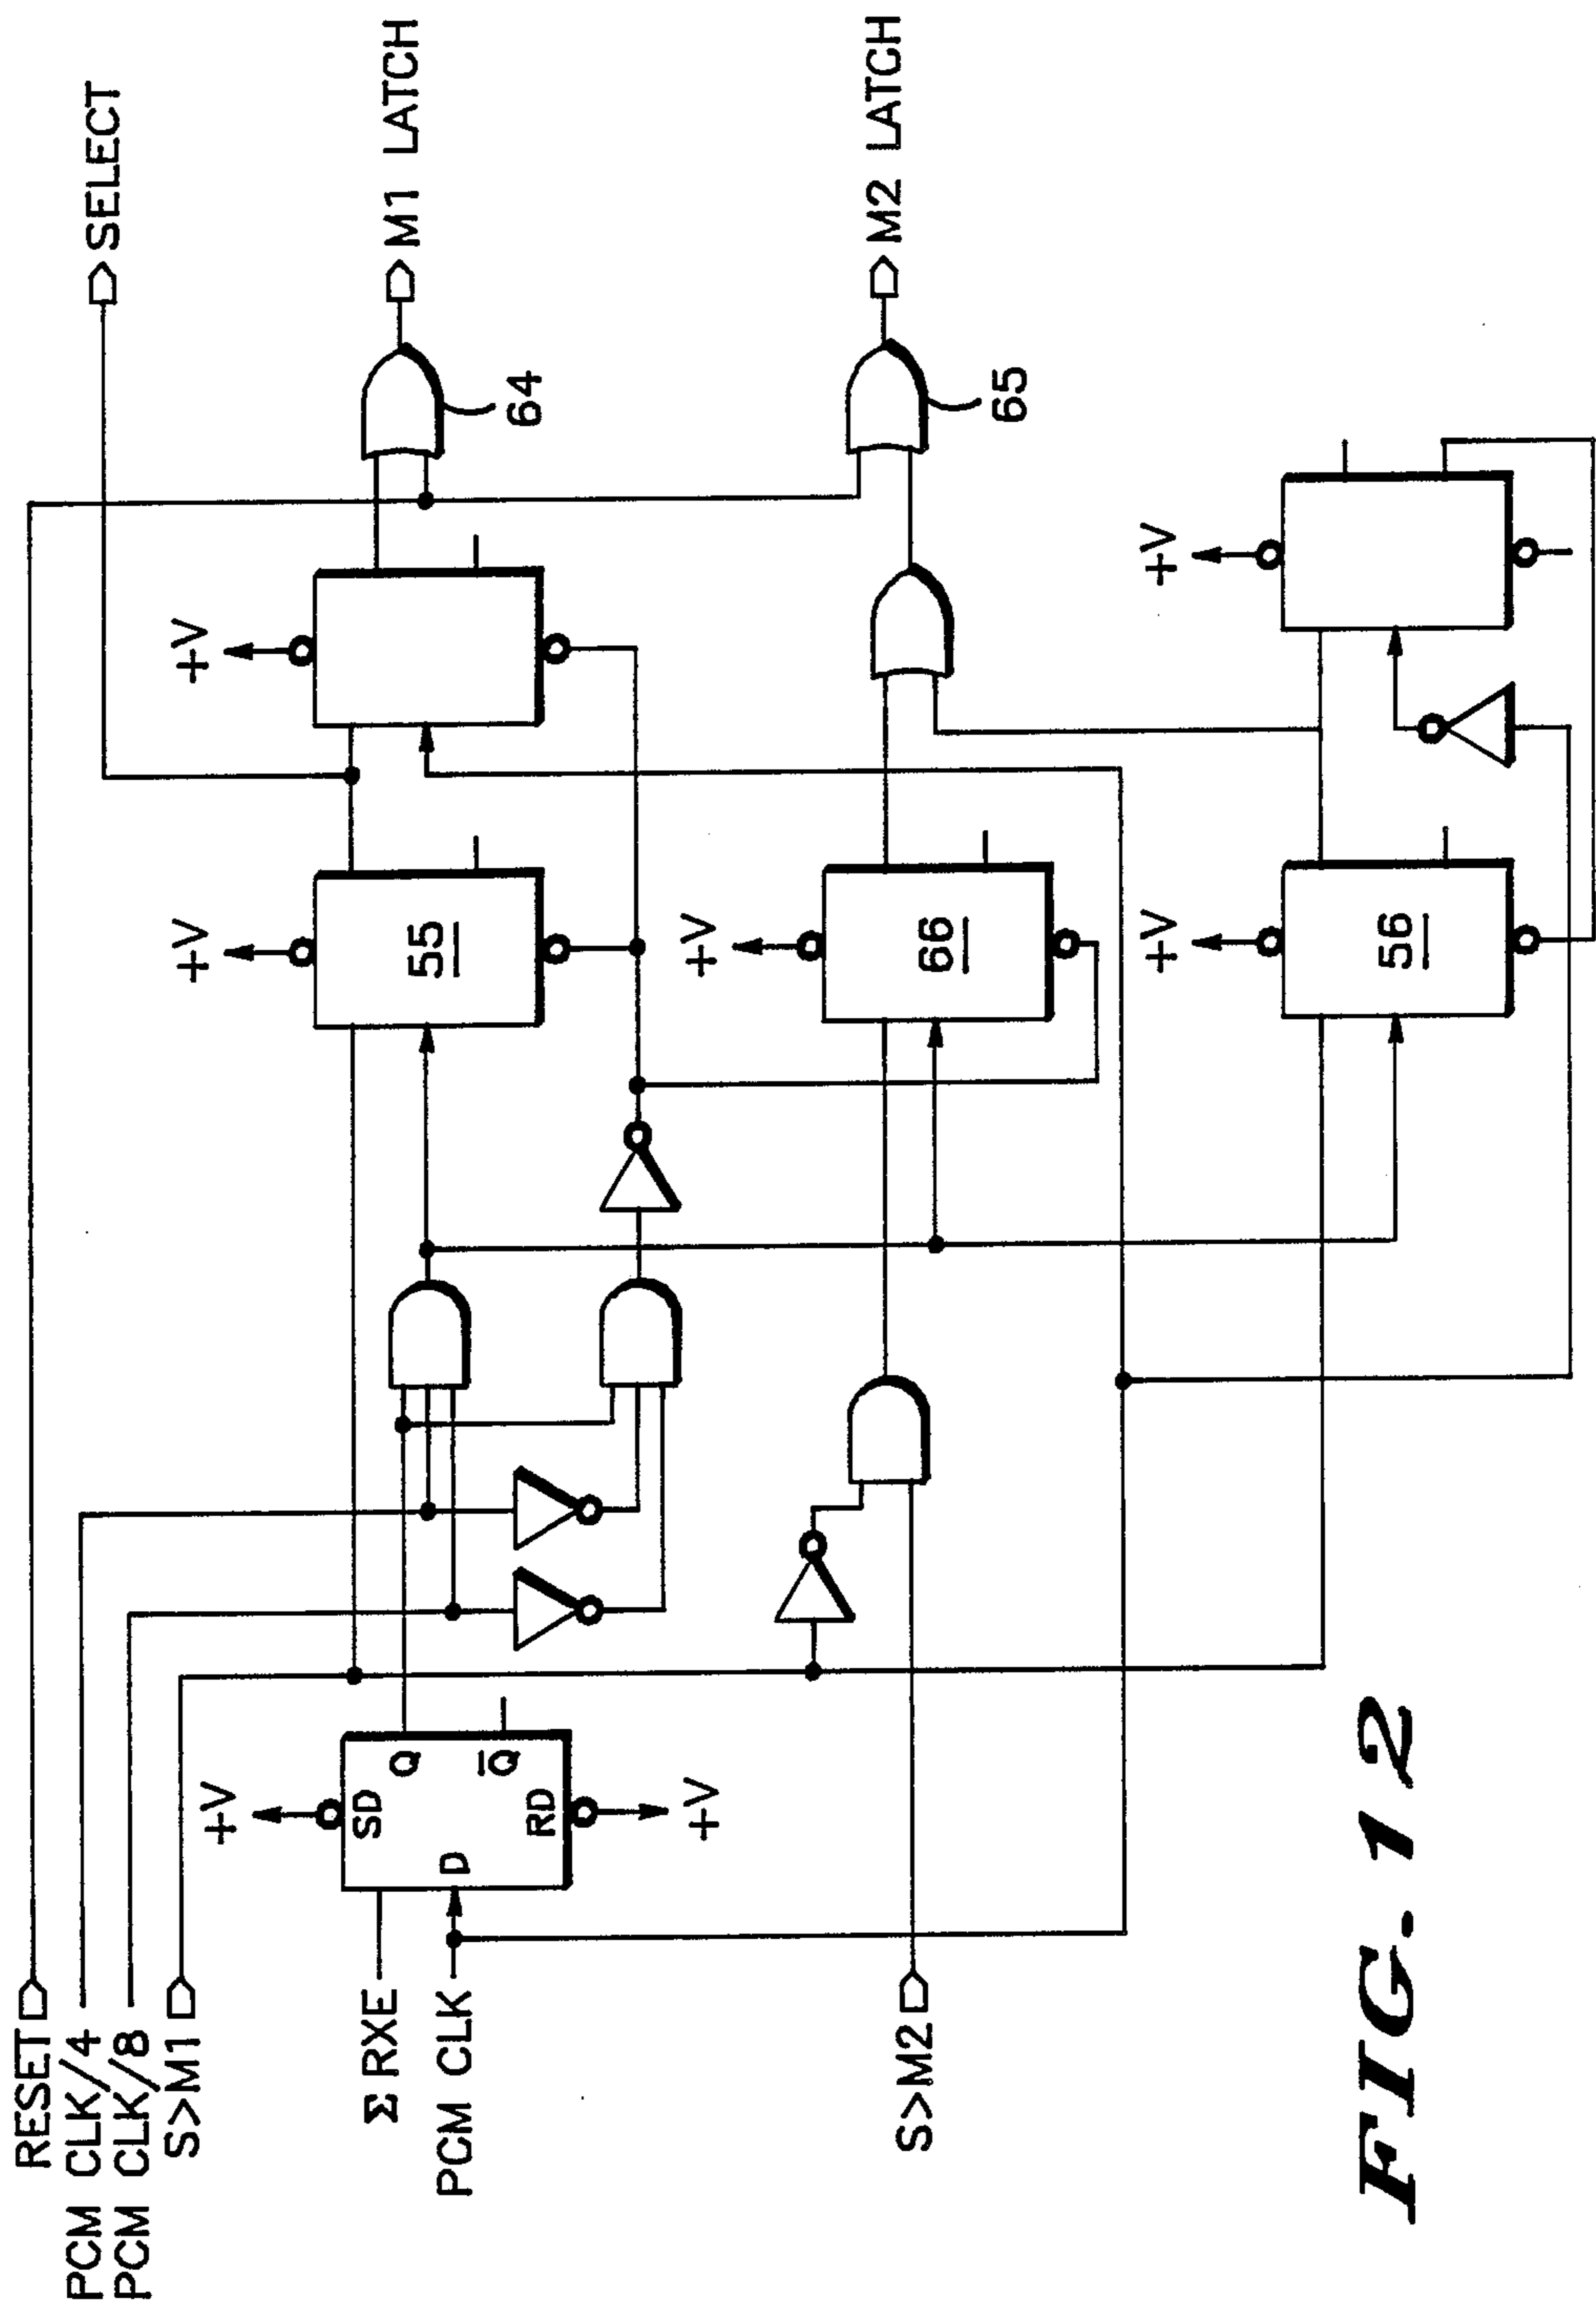 RESET
PCM CLK/4
PCM CLK/8
S>M1
Σ RXE
PCM CLK
S>M2
+V
SD
Q
D
Q̅
RD
+V
+V
55
+V
66
+V
56
+V
+V
64
65
SELECT
M1 LATCH
M2 LATCH
FIG. 12